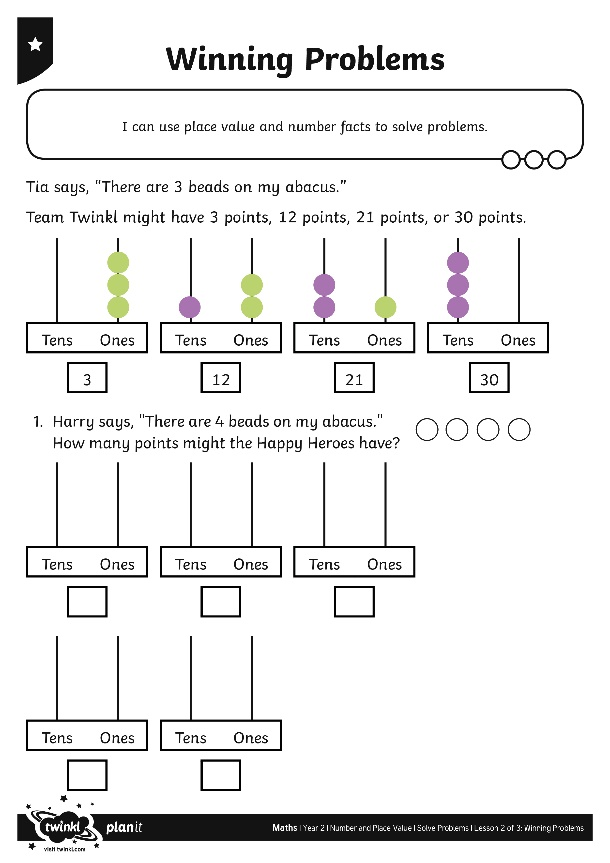 Winning Problems
I can use place value and number facts to solve problems.
Tia says, “There are 3 beads on my abacus.”
Team Twinkl might have 3 points, 12 points, 21 points, or 30 points.
Tens Ones Tens Ones Tens Ones Tens Ones
3 12 21 30
1. Harry says, “There are 4 beads on my abacus.”
How many points might the Happy Heroes have?
Tens Ones Tens Ones Tens Ones
Tens Ones Tens Ones
twinkl planit
visit twinkl.com
Maths | Year 2 | Number and Place Value | Solve Problems | Lesson 2 of 3: Winning Problems